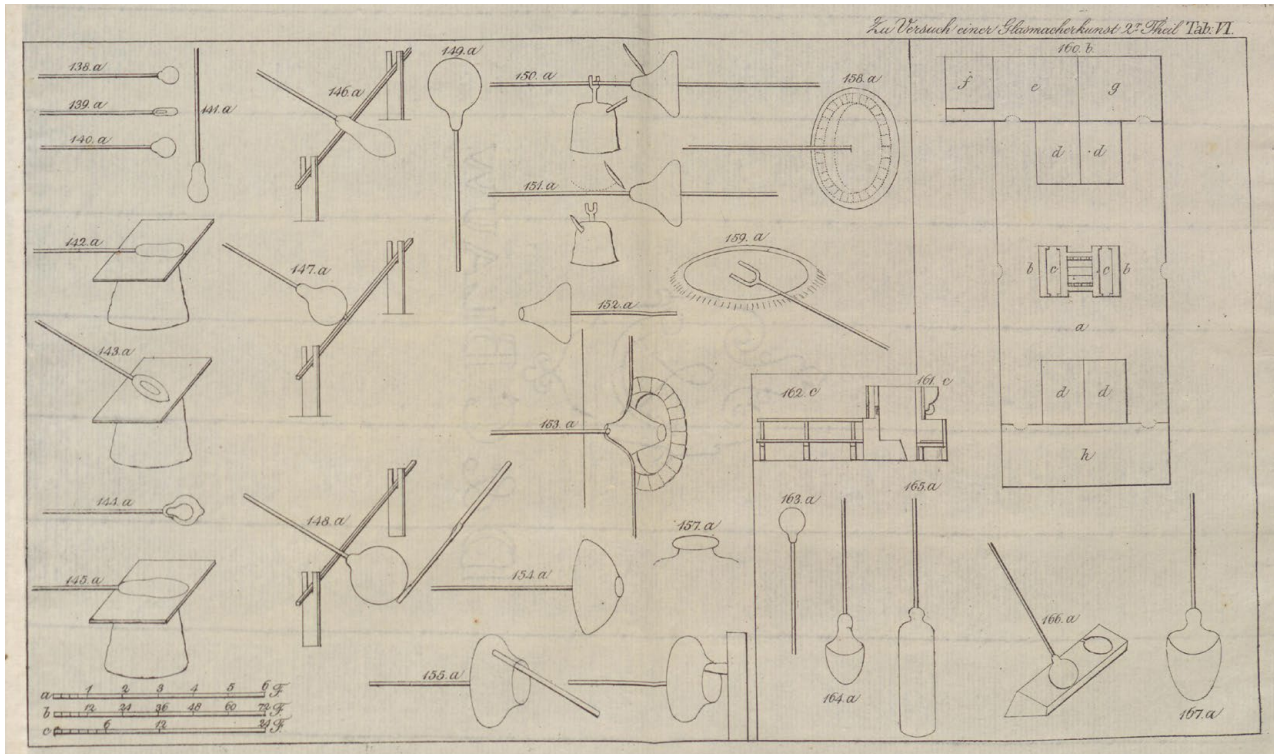 Zu Versuch einer Glasmacherkunst 2r Theil Tab: VI.
138.a
139.a
140.a
141.a
142.a
143.a
144.a
145.a
146.a
147.a
148.a
149.a
150.a
151.a
152.a
153.a
154.a
155.a
157.a
158.a
159.a
160.b
f e g
d d
b c c b
a
d d
h
162.c 161.c
163.a
164.a
165.a
166.a
167.a
a 1 2 3 4 5 6 F
b 12 24 36 48 60 72 F
c 6 12 24 F